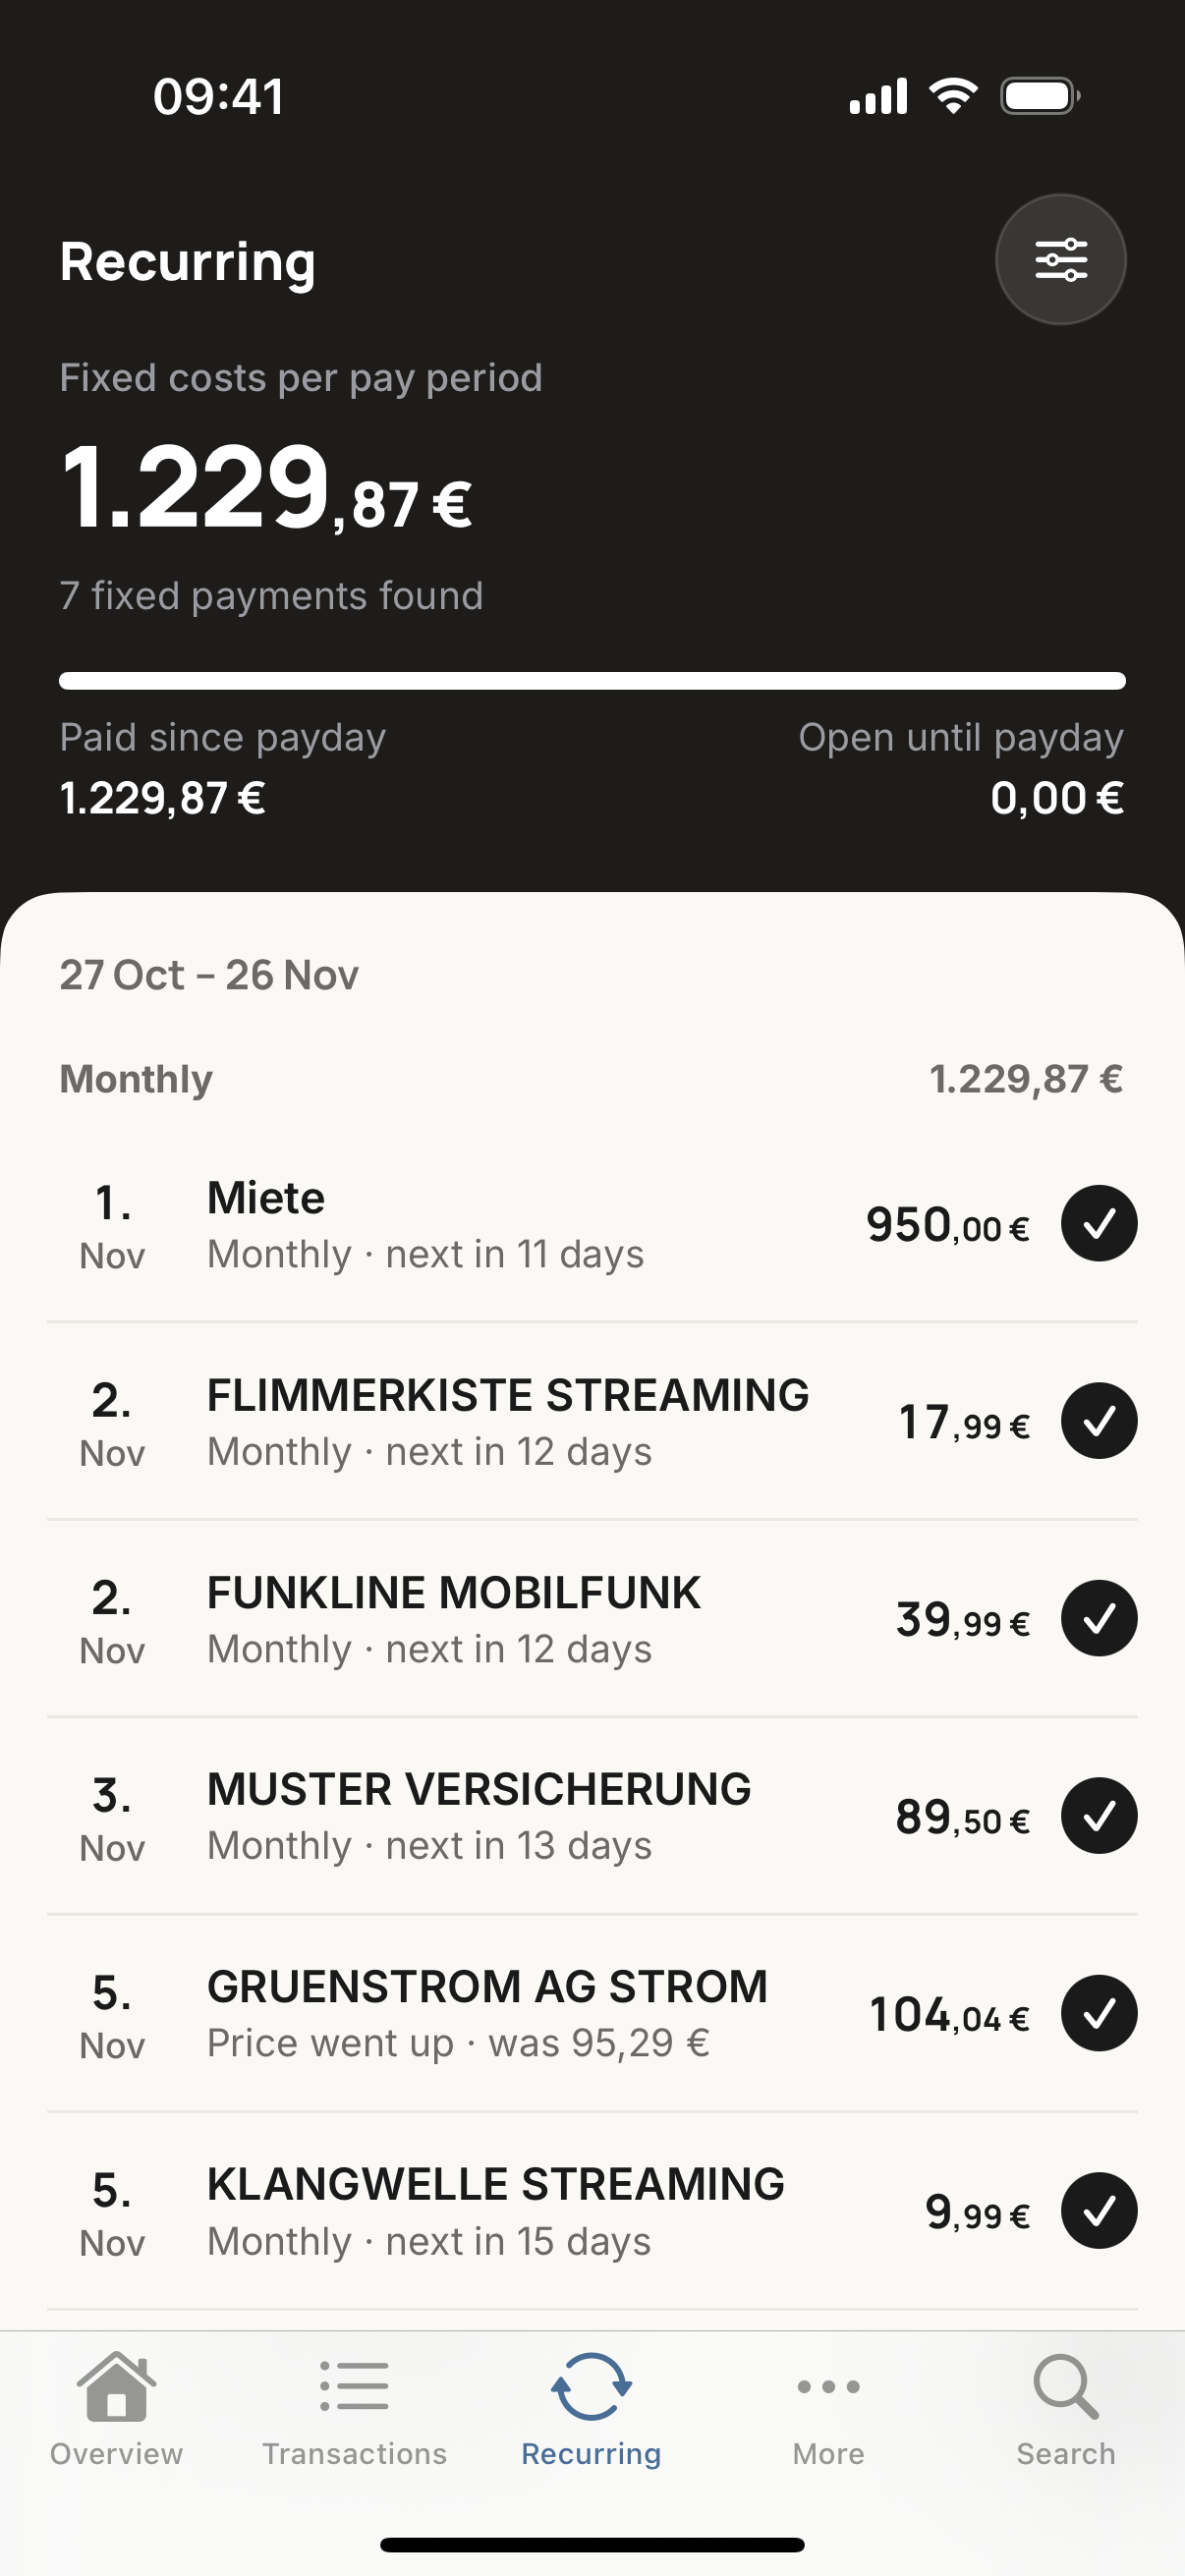 09:41
Recurring
Fixed costs per pay period
1.229,87 €
7 fixed payments found
Paid since payday Open until payday
1.229,87 € 0,00 €
27 Oct – 26 Nov
Monthly 1.229,87 €
1. Miete 950,00 €
Nov Monthly · next in 11 days
2. FLIMMERKISTE STREAMING 17,99 €
Nov Monthly · next in 12 days
2. FUNKLINE MOBILFUNK 39,99 €
Nov Monthly · next in 12 days
3. MUSTER VERSICHERUNG 89,50 €
Nov Monthly · next in 13 days
5. GRUENSTROM AG STROM 104,04 €
Nov Price went up · was 95,29 €
5. KLANGWELLE STREAMING 9,99 €
Nov Monthly · next in 15 days
Overview Transactions Recurring More Search